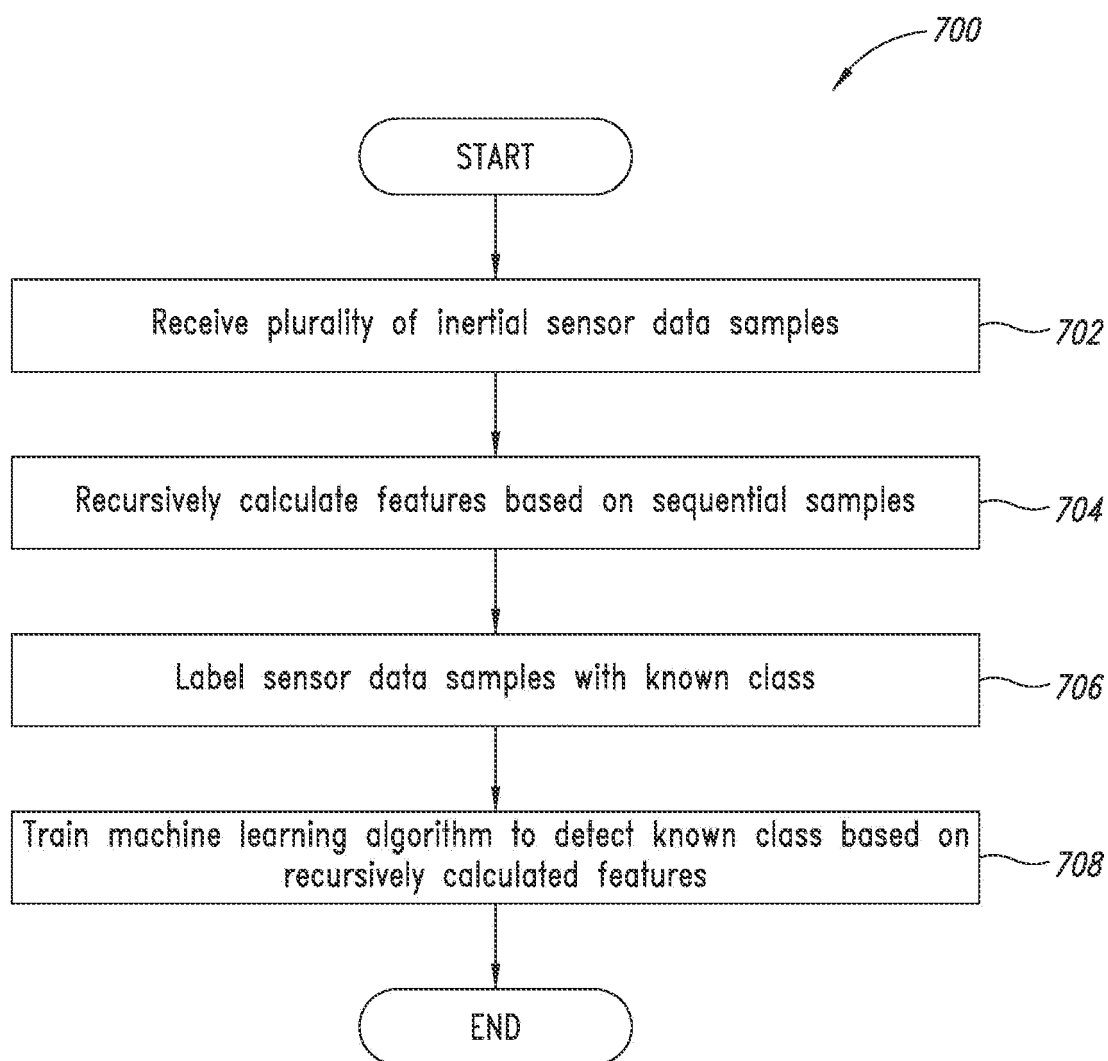 700
START
Receive plurality of inertial sensor data samples
702
Recursively calculate features based on sequential samples
704
Label sensor data samples with known class
706
Train machine learning algorithm to detect known class based on
recursively calculated features
708
END